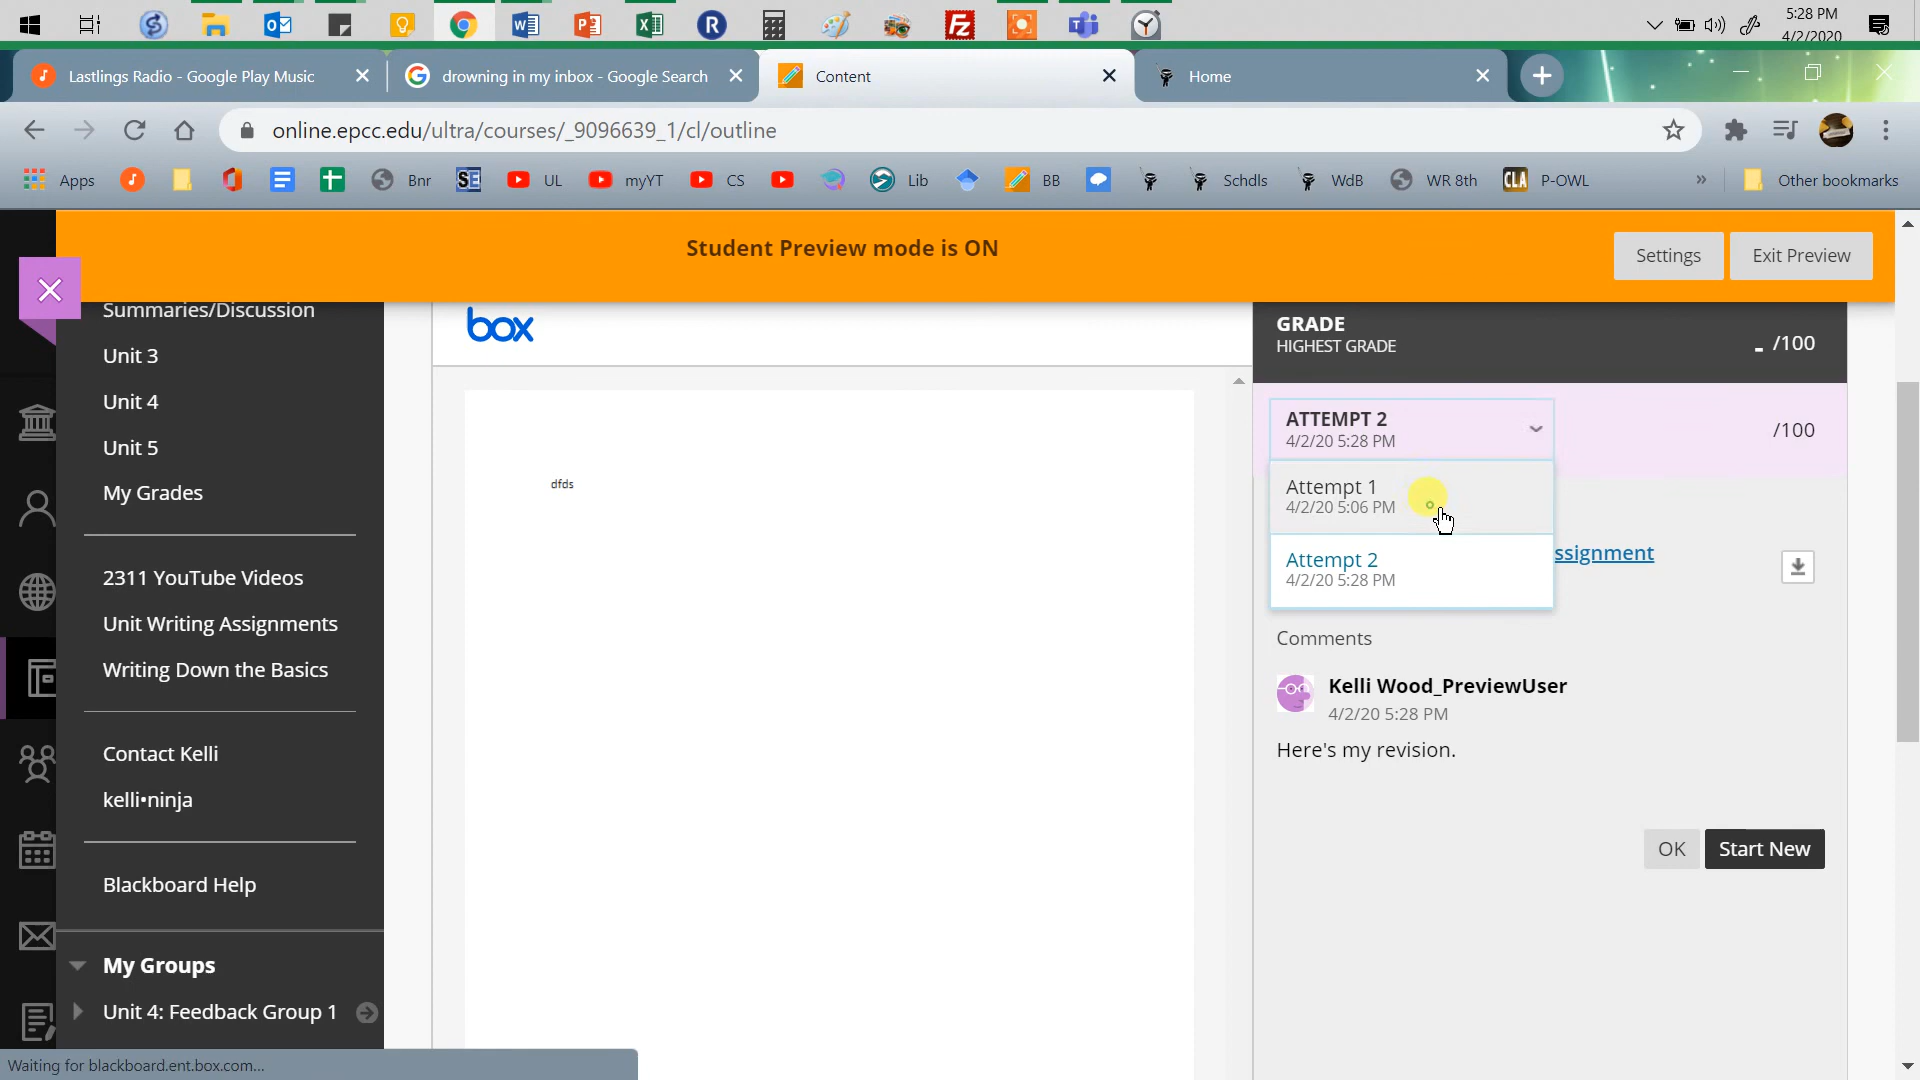 5:28 PM
4/2/2020
Lastlings Radio - Google Play Music
drowning in my inbox - Google Search
Content
Home
online.epcc.edu/ultra/courses/_9096639_1/cl/outline
Apps
Bnr
SE
UL
myYT
CS
Lib
BB
Schdls
WdB
WR 8th
CLA
P-OWL
»
Other bookmarks
Student Preview mode is ON
Settings
Exit Preview
Summaries/Discussion
Unit 3
Unit 4
Unit 5
My Grades
2311 YouTube Videos
Unit Writing Assignments
Writing Down the Basics
Contact Kelli
kelli•ninja
Blackboard Help
My Groups
Unit 4: Feedback Group 1
box
dfds
GRADE
HIGHEST GRADE
- /100
ATTEMPT 2
4/2/20 5:28 PM
/100
Attempt 1
4/2/20 5:06 PM
Attempt 2
4/2/20 5:28 PM
ssignment
Comments
Kelli Wood_PreviewUser
4/2/20 5:28 PM
Here's my revision.
OK
Start New
Waiting for blackboard.ent.box.com...